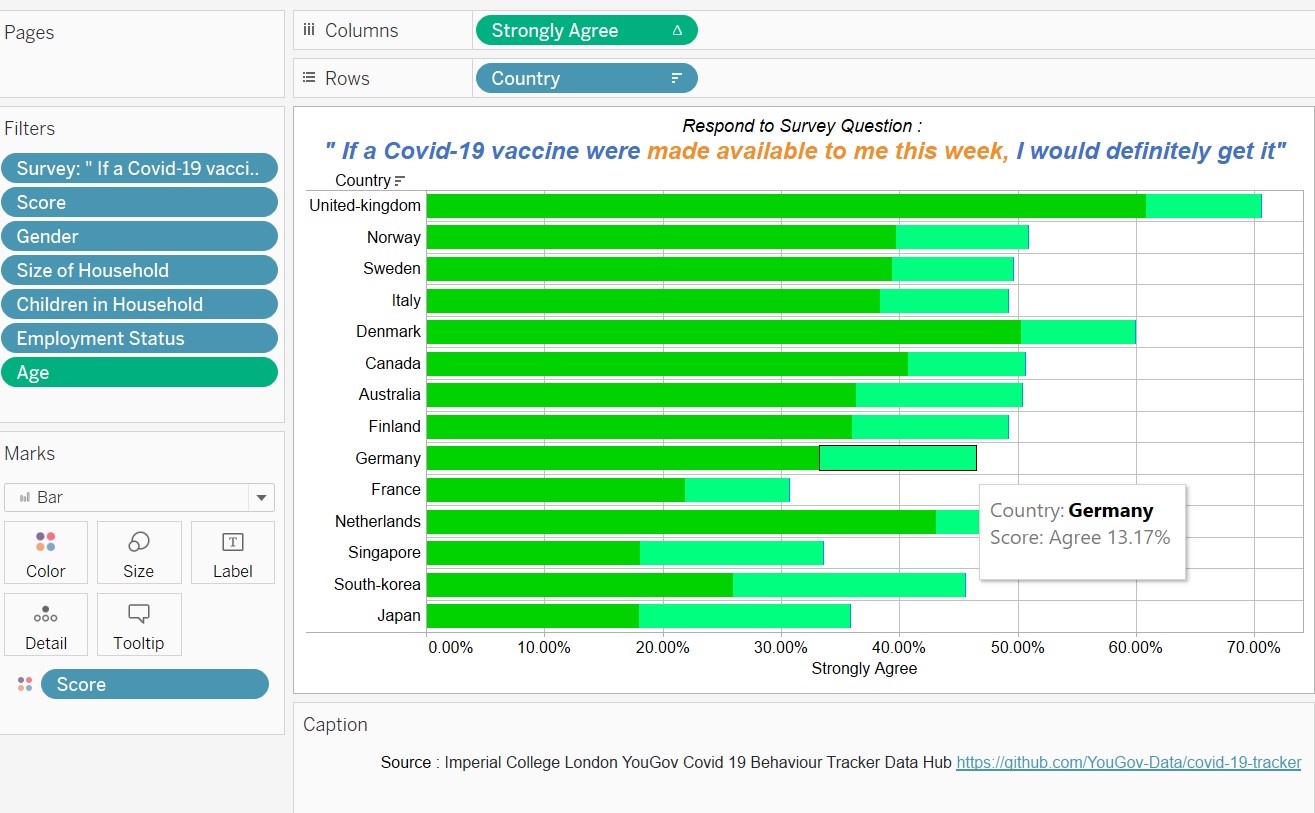 Pages
Columns
Strongly Agree Δ
Rows
Country
Filters
Survey: " If a Covid-19 vacci..
Score
Gender
Size of Household
Children in Household
Employment Status
Age
Marks
Bar
Color
Size
T
Label
Detail
Tooltip
Score
Respond to Survey Question :
" If a Covid-19 vaccine were made available to me this week, I would definitely get it"
Country
United-kingdom
Norway
Sweden
Italy
Denmark
Canada
Australia
Finland
Germany
France
Netherlands
Singapore
South-korea
Japan
Country: Germany
Score: Agree 13.17%
0.00% 10.00% 20.00% 30.00% 40.00% 50.00% 60.00% 70.00%
Strongly Agree
Caption
Source : Imperial College London YouGov Covid 19 Behaviour Tracker Data Hub https://github.com/YouGov-Data/covid-19-tracker